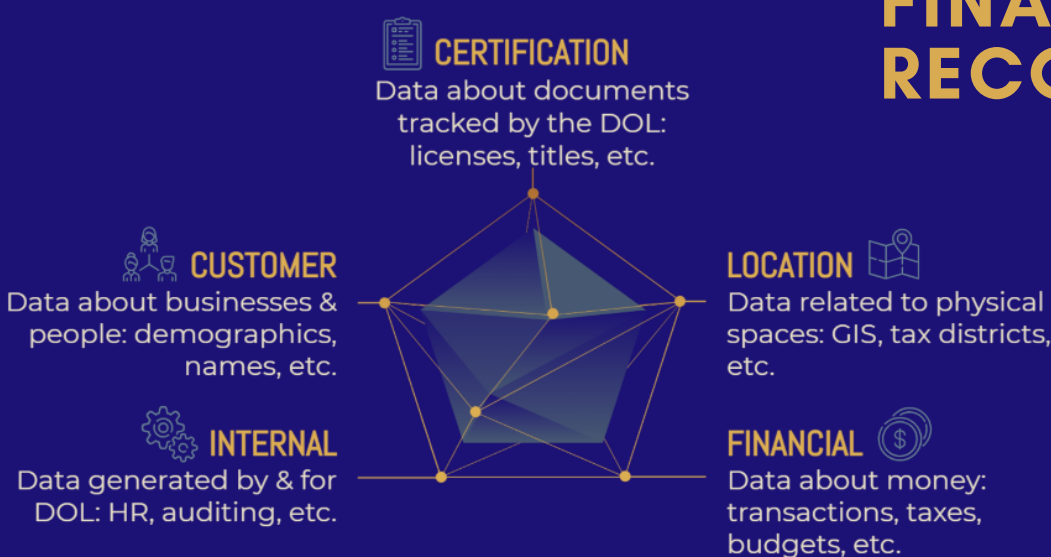 FINA
RECO
CERTIFICATION
Data about documents
tracked by the DOL:
licenses, titles, etc.
CUSTOMER
Data about businesses &
people: demographics,
names, etc.
LOCATION
Data related to physical
spaces: GIS, tax districts,
etc.
INTERNAL
Data generated by & for
DOL: HR, auditing, etc.
FINANCIAL
$
Data about money:
transactions, taxes,
budgets, etc.